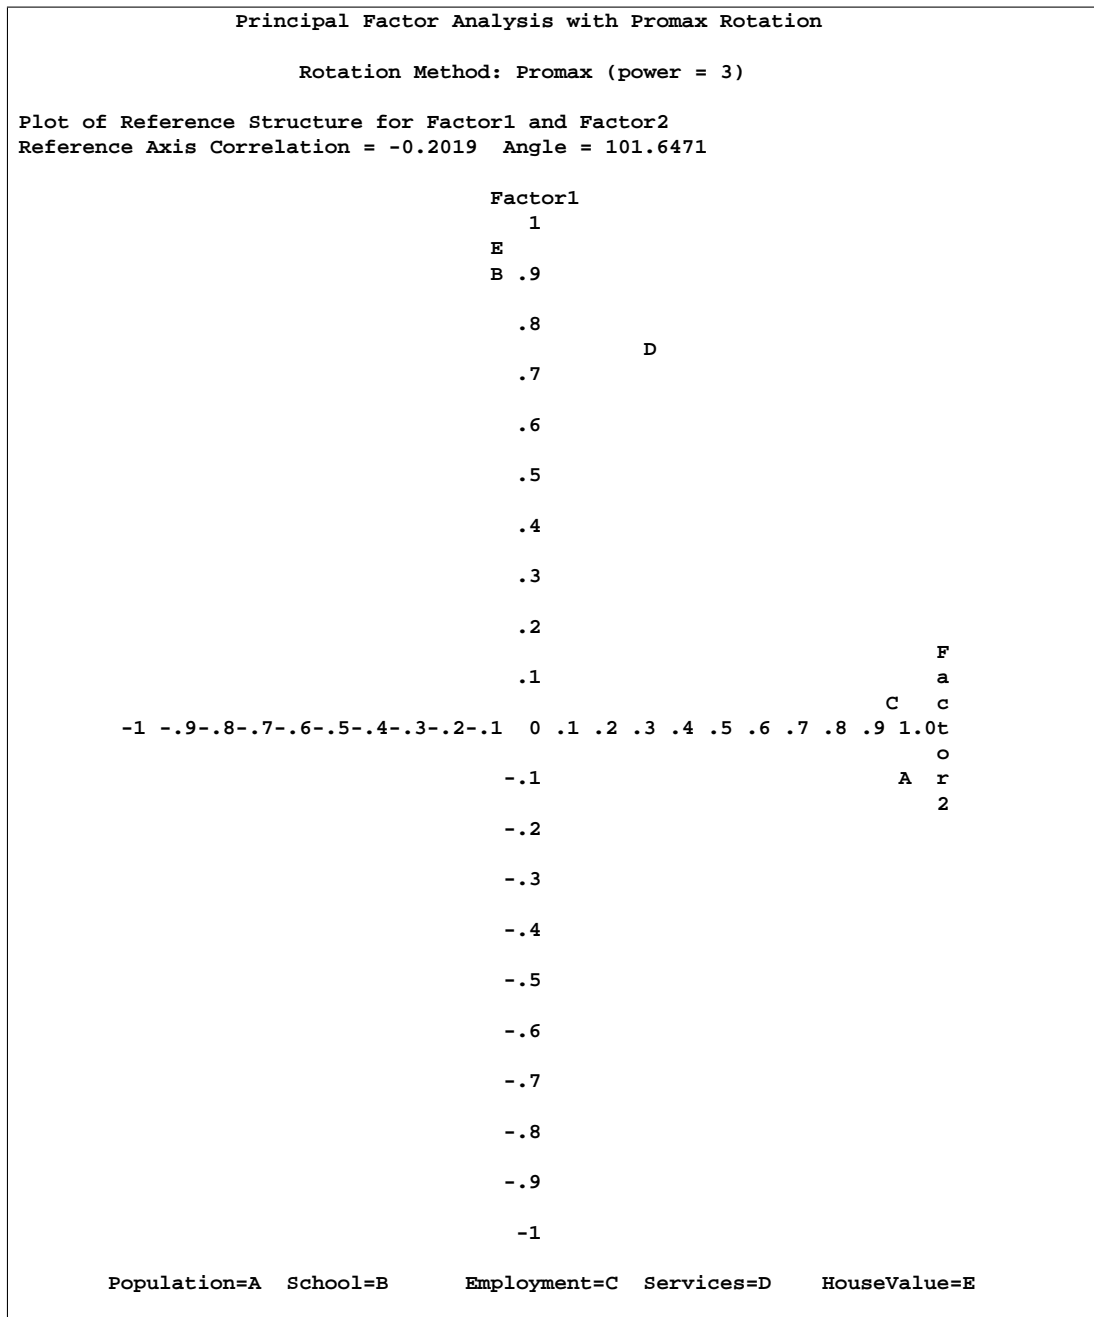 Principal Factor Analysis with Promax Rotation
Rotation Method: Promax (power = 3)
Plot of Reference Structure for Factor1 and Factor2
Reference Axis Correlation = -0.2019  Angle = 101.6471
Factor1
1
E
B .9
.8
D
.7
.6
.5
.4
.3
.2
F
.1 a
C c
-1 -.9-.8-.7-.6-.5-.4-.3-.2-.1  0 .1 .2 .3 .4 .5 .6 .7 .8 .9 1.0t
o
-.1 A r
2
-.2
-.3
-.4
-.5
-.6
-.7
-.8
-.9
-1
Population=A  School=B  Employment=C  Services=D  HouseValue=E